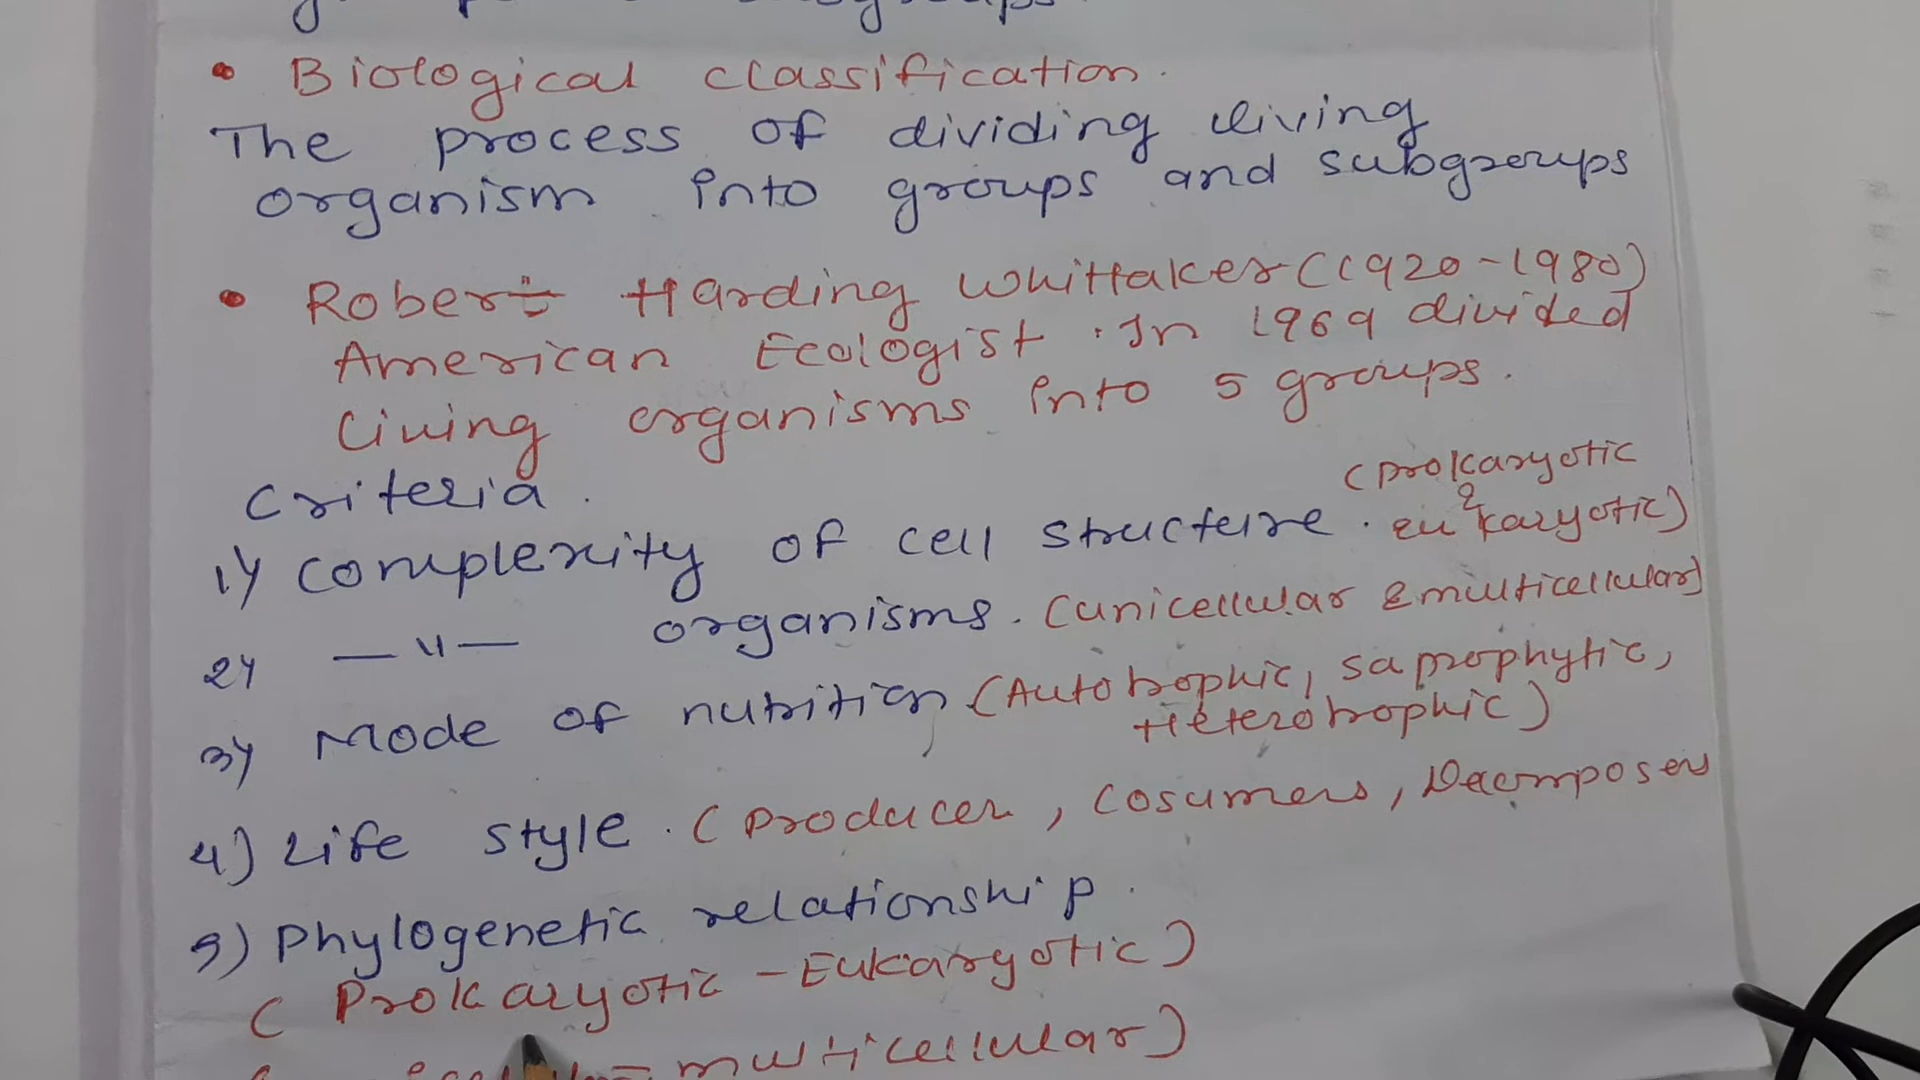 • Biological classification.
The process of dividing living
organism into groups and subgroups
• Robert Harding Whittaker (1920-1980)
American Ecologist. In 1969 divided
Living organisms into 5 groups.
Criteria.
(prokaryotic
1) Complexity of cell structure. & eukaryotic)
2) —〃— organisms. (unicellular & multicellular)
3) Mode of nutrition (Autotrophic, saprophytic,
Heterotrophic)
4) Life style. (Producer, Cosumers, Decomposers
5) Phylogenetic relationship.
( Prokaryotic - Eukaryotic)
- multicellular)